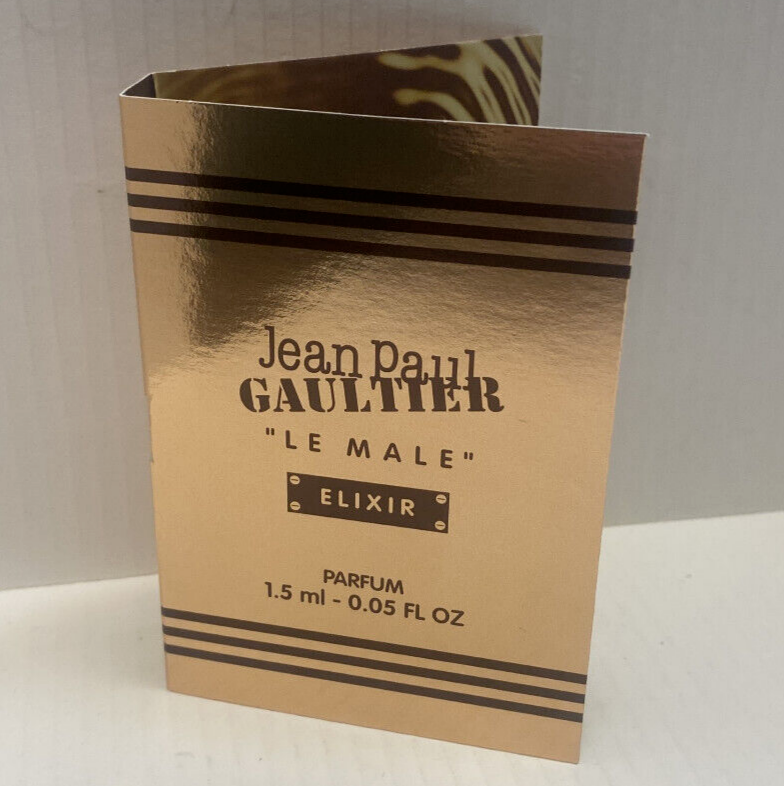 Jean Paul
GAULTIER
"LE MALE"
ELIXIR
PARFUM
1.5 ml - 0.05 FL OZ